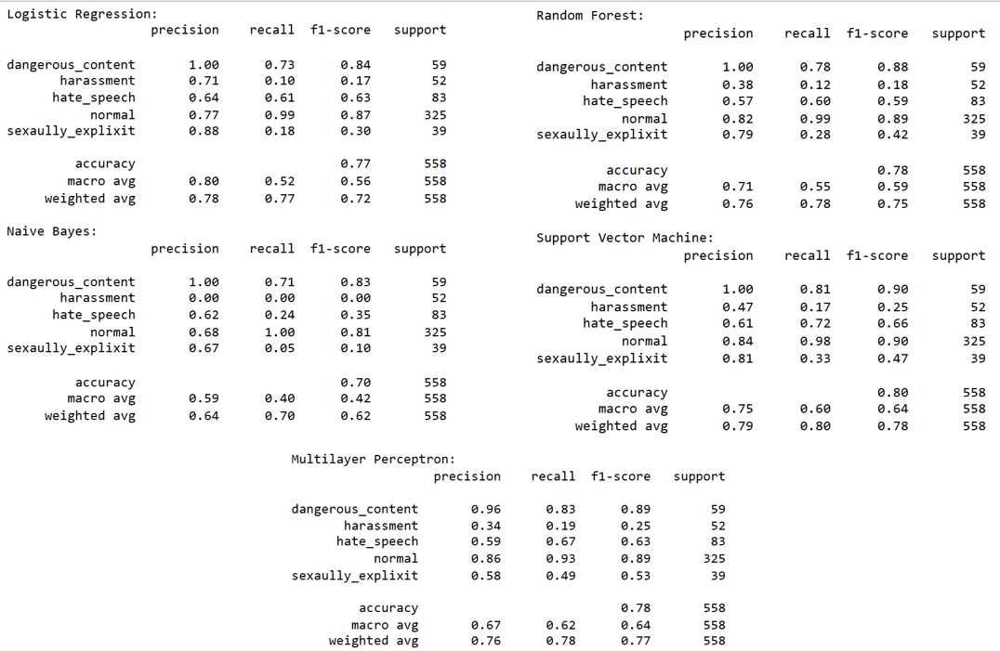 Logistic Regression:
precision recall f1-score support
dangerous_content 1.00 0.73 0.84 59
harassment 0.71 0.10 0.17 52
hate_speech 0.64 0.61 0.63 83
normal 0.77 0.99 0.87 325
sexaully_explixit 0.88 0.18 0.30 39
accuracy 0.77 558
macro avg 0.80 0.52 0.56 558
weighted avg 0.78 0.77 0.72 558
Random Forest:
precision recall f1-score support
dangerous_content 1.00 0.78 0.88 59
harassment 0.38 0.12 0.18 52
hate_speech 0.57 0.60 0.59 83
normal 0.82 0.99 0.89 325
sexaully_explixit 0.79 0.28 0.42 39
accuracy 0.78 558
macro avg 0.71 0.55 0.59 558
weighted avg 0.76 0.78 0.75 558
Naive Bayes:
precision recall f1-score support
dangerous_content 1.00 0.71 0.83 59
harassment 0.00 0.00 0.00 52
hate_speech 0.62 0.24 0.35 83
normal 0.68 1.00 0.81 325
sexaully_explixit 0.67 0.05 0.10 39
accuracy 0.70 558
macro avg 0.59 0.40 0.42 558
weighted avg 0.64 0.70 0.62 558
Support Vector Machine:
precision recall f1-score support
dangerous_content 1.00 0.81 0.90 59
harassment 0.47 0.17 0.25 52
hate_speech 0.61 0.72 0.66 83
normal 0.84 0.98 0.90 325
sexaully_explixit 0.81 0.33 0.47 39
accuracy 0.80 558
macro avg 0.75 0.60 0.64 558
weighted avg 0.79 0.80 0.78 558
Multilayer Perceptron:
precision recall f1-score support
dangerous_content 0.96 0.83 0.89 59
harassment 0.34 0.19 0.25 52
hate_speech 0.59 0.67 0.63 83
normal 0.86 0.93 0.89 325
sexaully_explixit 0.58 0.49 0.53 39
accuracy 0.78 558
macro avg 0.67 0.62 0.64 558
weighted avg 0.76 0.78 0.77 558